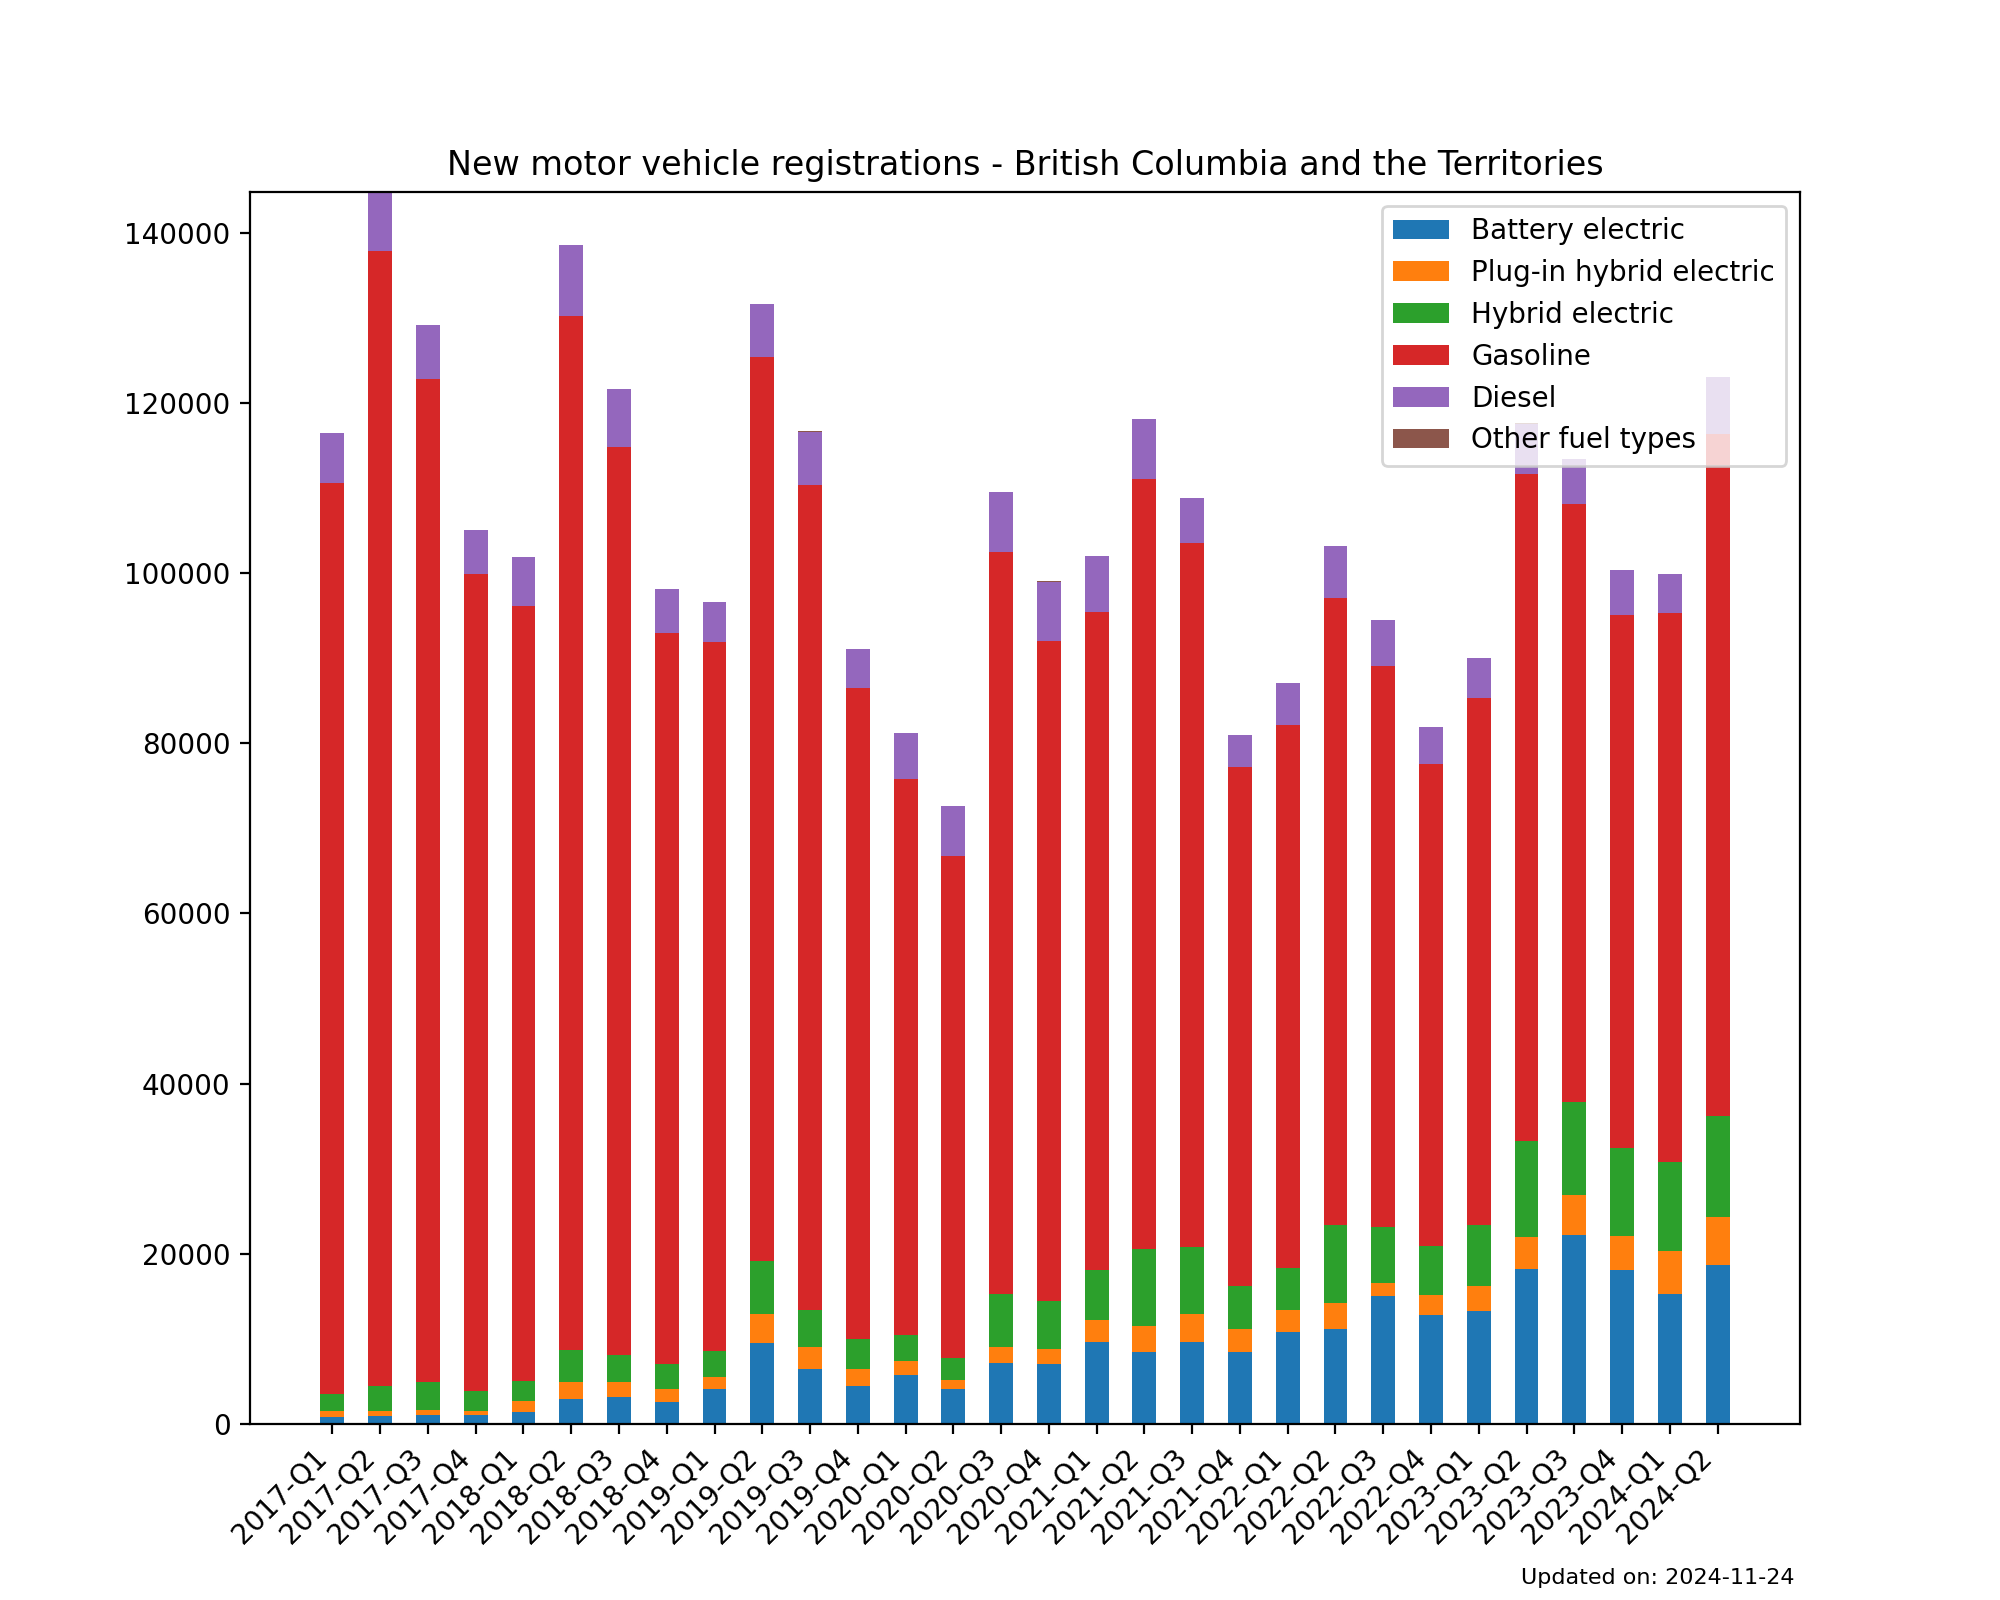 New motor vehicle registrations - British Columbia and the Territories
140000
120000
100000
80000
60000
40000
20000
0
Battery electric
Plug-in hybrid electric
Hybrid electric
Gasoline
Diesel
Other fuel types
2017-Q1
2017-Q2
2017-Q3
2017-Q4
2018-Q1
2018-Q2
2018-Q3
2018-Q4
2019-Q1
2019-Q2
2019-Q3
2019-Q4
2020-Q1
2020-Q2
2020-Q3
2020-Q4
2021-Q1
2021-Q2
2021-Q3
2021-Q4
2022-Q1
2022-Q2
2022-Q3
2022-Q4
2023-Q1
2023-Q2
2023-Q3
2023-Q4
2024-Q1
2024-Q2
Updated on: 2024-11-24